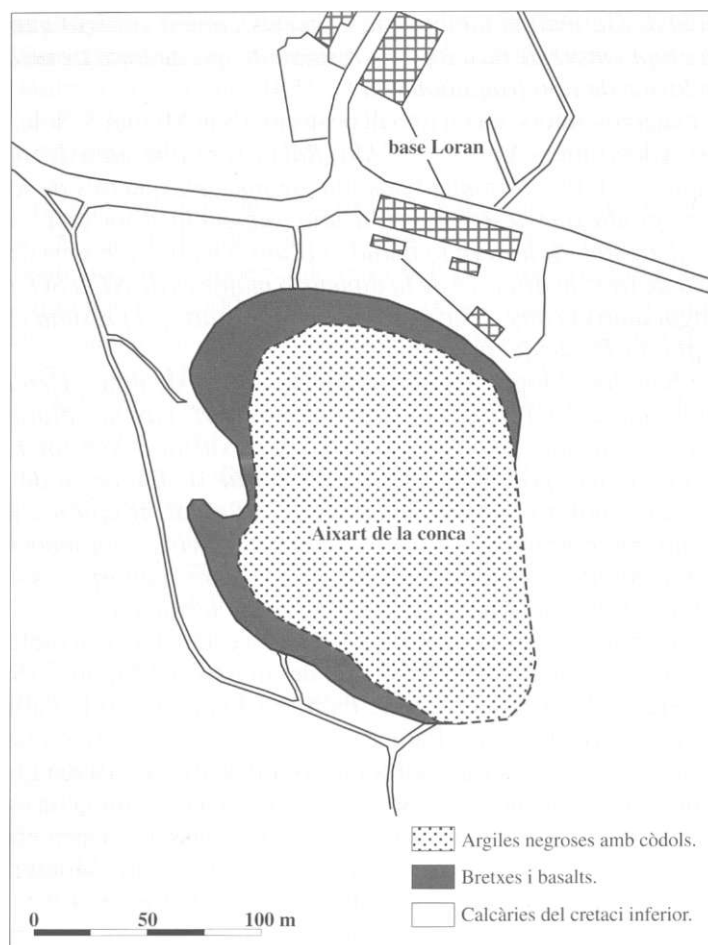 base Loran
Aixart de la conca
Argiles negroses amb còdols.
Bretxes i basalts.
Calcàries del cretaci inferior.
0 50 100 m